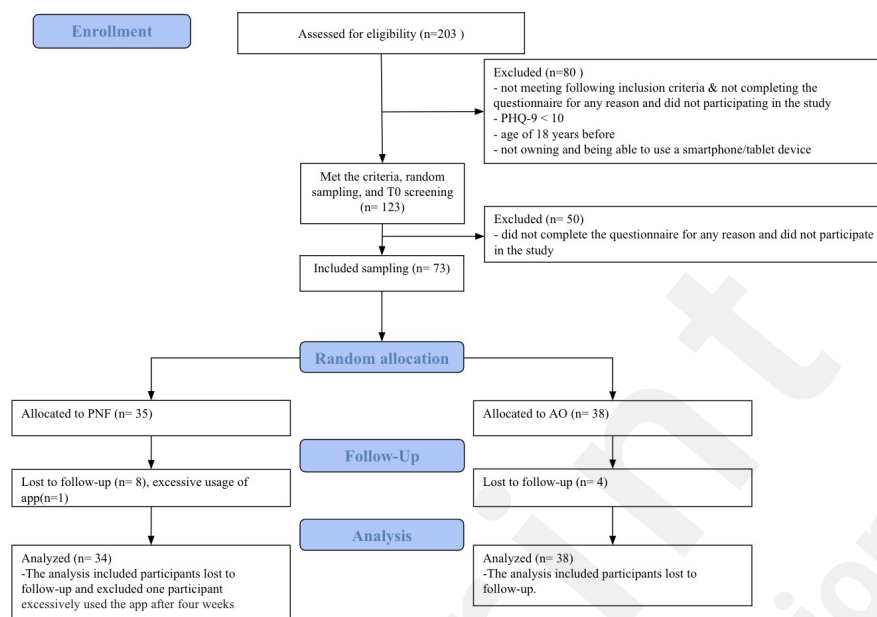 Enrollment
Assessed for eligibility (n=203 )
Excluded (n=80 )
- not meeting following inclusion criteria & not completing the
questionnaire for any reason and did not participating in the study
- PHQ-9 < 10
- age of 18 years before
- not owning and being able to use a smartphone/tablet device
Met the criteria, random
sampling, and T0 screening
(n= 123)
Excluded (n= 50)
- did not complete the questionnaire for any reason and did not participate
in the study
Included sampling (n= 73)
Random allocation
Allocated to PNF (n= 35)
Allocated to AO (n= 38)
Follow-Up
Lost to follow-up (n= 8), excessive usage of
app(n=1)
Lost to follow-up (n= 4)
Analysis
Analyzed (n= 34)
-The analysis included participants lost to
follow-up and excluded one participant
excessively used the app after four weeks
Analyzed (n= 38)
-The analysis included participants lost to
follow-up.